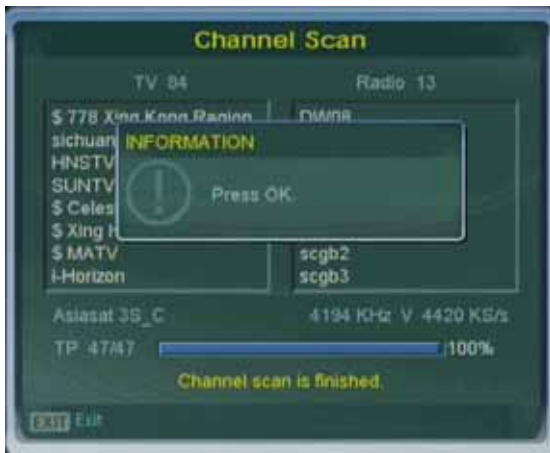 Channel Scan
TV 84
Radio 13
$ 778 Xing Kong Region
DW08
sichuan
HNSTV
SUNTV
$ Celes
$ Xing
$ MATV
i-Horizon
INFORMATION
Press OK.
scgb2
scgb3
Asiasat 3S_C
4194 KHz V 4420 KS/s
TP 47/47
100%
Channel scan is finished.
EXIT Exit